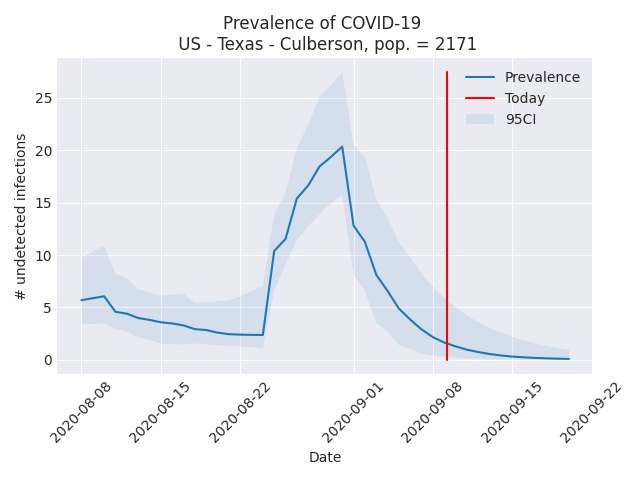 Prevalence of COVID-19
US - Texas - Culberson, pop. = 2171
Prevalence
Today
95CI
# undetected infections
25
20
15
10
5
0
2020-08-08
2020-08-15
2020-08-22
2020-09-01
2020-09-08
2020-09-15
2020-09-22
Date